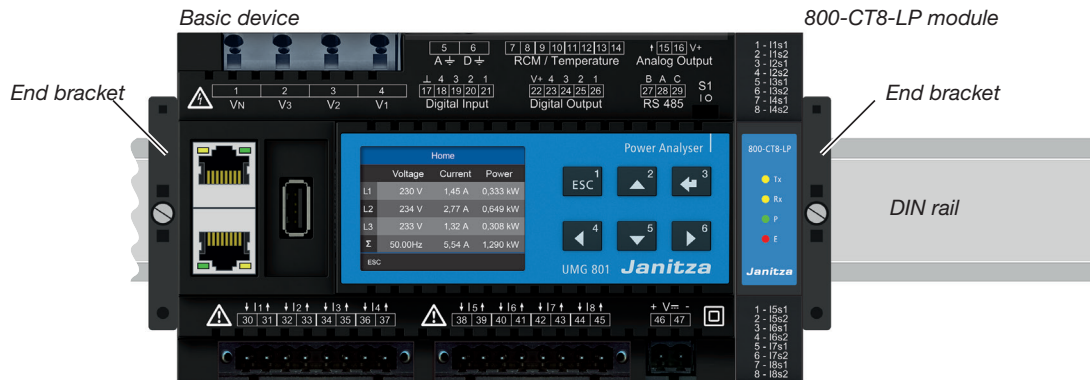 Basic device
800-CT8-LP module
End bracket
End bracket
DIN rail
5 6
A D
7 8 9 10 11 12 13 14
RCM / Temperature
15 16 V+
Analog Output
1 2 3 4
VN V3 V2 V1
⊥ 4 3 2 1
17 18 19 20 21
Digital Input
V+ 4 3 2 1
22 23 24 25 26
Digital Output
B A C
27 28 29
RS 485
S1
I O
1 - I1s1
2 - I1s2
3 - I2s1
4 - I2s2
5 - I3s1
6 - I3s2
7 - I4s1
8 - I4s2
Home
Voltage Current Power
L1 230 V 1,45 A 0,333 kW
L2 234 V 2,77 A 0,649 kW
L3 233 V 1,32 A 0,308 kW
Σ 50.00Hz 5,54 A 1,290 kW
ESC
Power Analyser
ESC 1
2
3
4
5
6
UMG 801 Janitza
800-CT8-LP
Tx
Rx
P
E
Janitza
I1 I2 I3 I4
30 31 32 33 34 35 36 37
I5 I6 I7 I8
38 39 40 41 42 43 44 45
+ V -
46 47
1 - I5s1
2 - I5s2
3 - I6s1
4 - I6s2
5 - I7s1
6 - I7s2
7 - I8s1
8 - I8s2